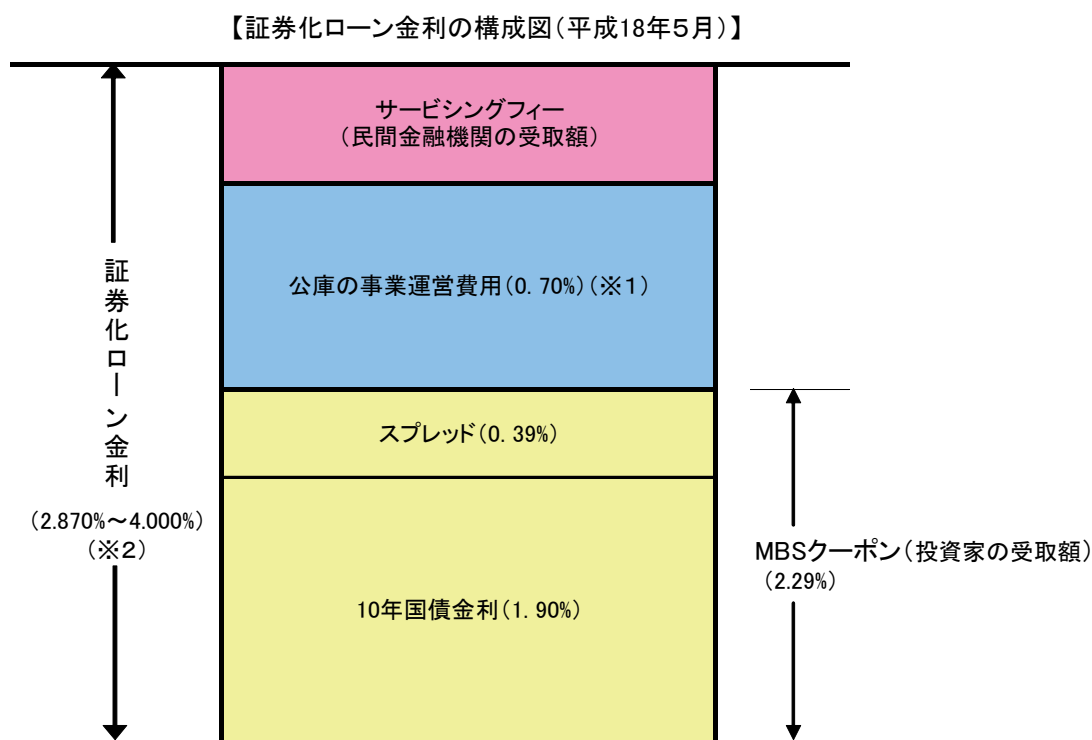 【証券化ローン金利の構成図(平成18年5月)】
サービシングフィー
(民間金融機関の受取額)
公庫の事業運営費用(0.70%)(※1)
証券化ローン金利
(2.870%~4.000%)
(※2)
スプレッド(0.39%)
10年国債金利(1.90%)
MBSクーポン(投資家の受取額)
(2.29%)